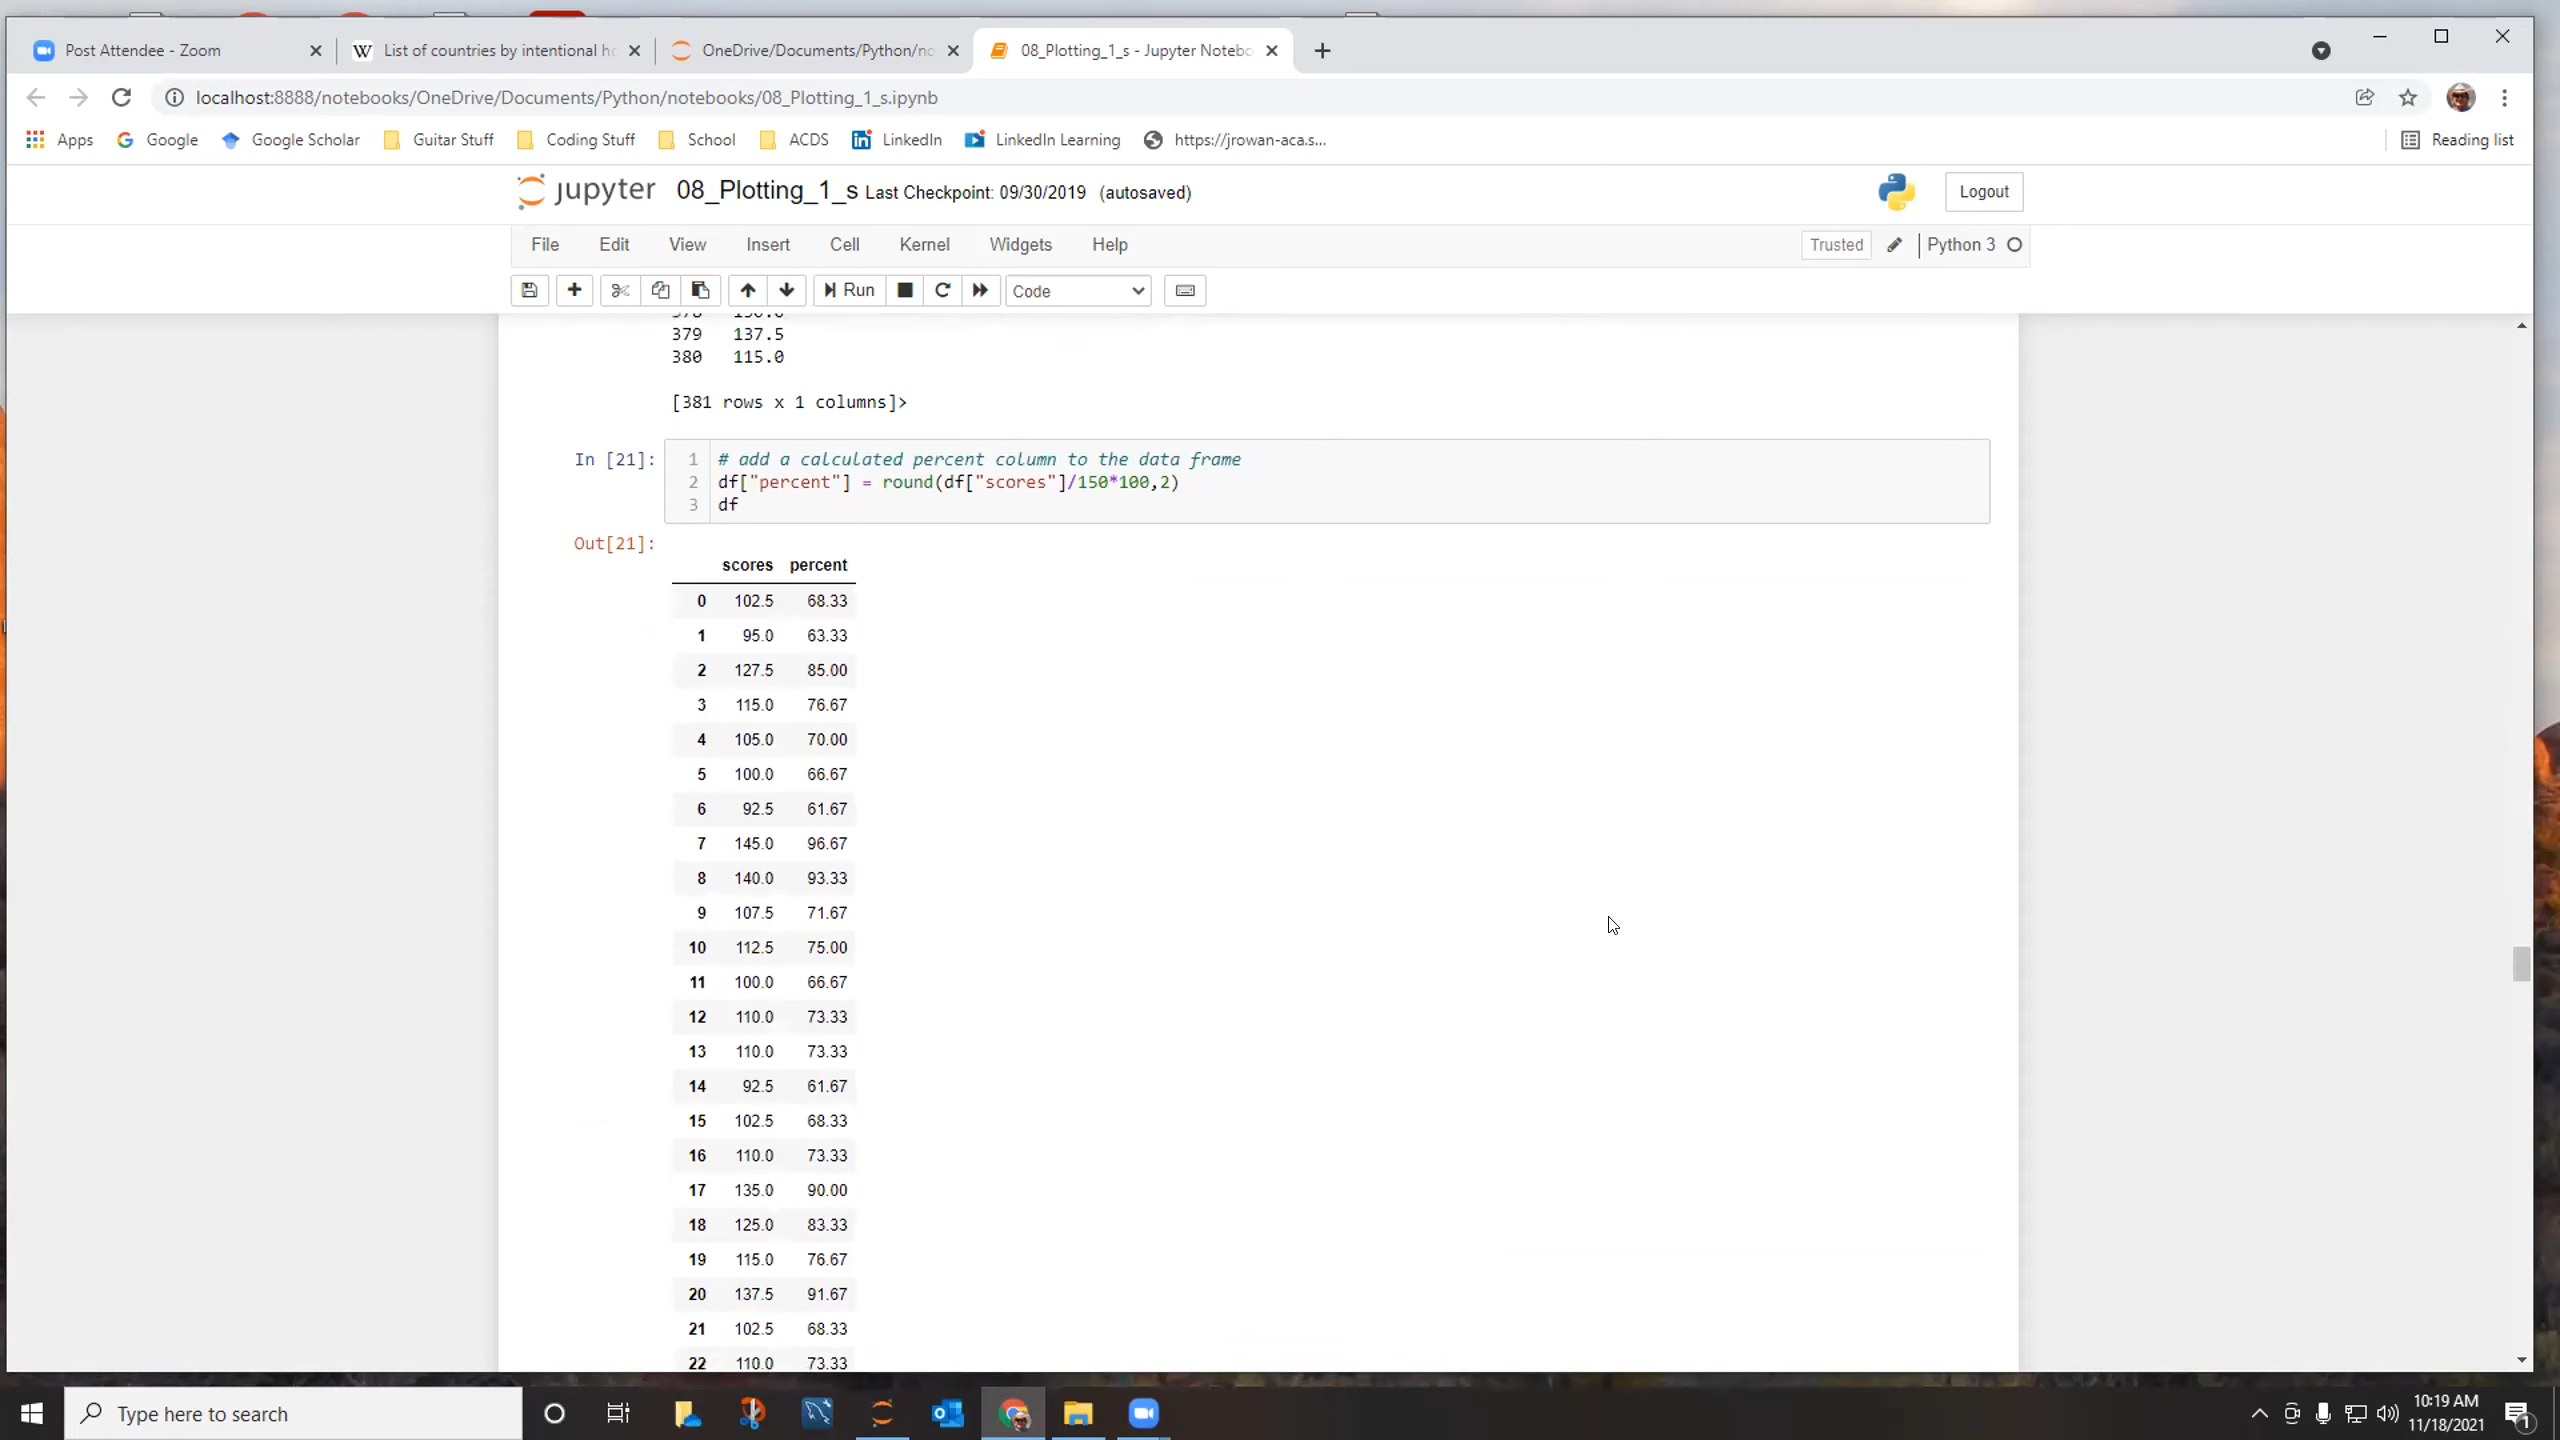 Post Attendee - Zoom
List of countries by intentional ho
OneDrive/Documents/Python/no
08_Plotting_1_s - Jupyter Notebo
localhost:8888/notebooks/OneDrive/Documents/Python/notebooks/08_Plotting_1_s.ipynb
Apps Google Google Scholar Guitar Stuff Coding Stuff School ACDS LinkedIn LinkedIn Learning https://jrowan-aca.s... Reading list
jupyter 08_Plotting_1_s Last Checkpoint: 09/30/2019 (autosaved) Logout
File Edit View Insert Cell Kernel Widgets Help Trusted Python 3
Run Code
379 137.5
380 115.0
[381 rows x 1 columns]>
In [21]: 1 # add a calculated percent column to the data frame
2 df["percent"] = round(df["scores"]/150*100,2)
3 df
Out[21]:
scores percent
0 102.5 68.33
1 95.0 63.33
2 127.5 85.00
3 115.0 76.67
4 105.0 70.00
5 100.0 66.67
6 92.5 61.67
7 145.0 96.67
8 140.0 93.33
9 107.5 71.67
10 112.5 75.00
11 100.0 66.67
12 110.0 73.33
13 110.0 73.33
14 92.5 61.67
15 102.5 68.33
16 110.0 73.33
17 135.0 90.00
18 125.0 83.33
19 115.0 76.67
20 137.5 91.67
21 102.5 68.33
22 110.0 73.33
Type here to search
10:19 AM
11/18/2021
1